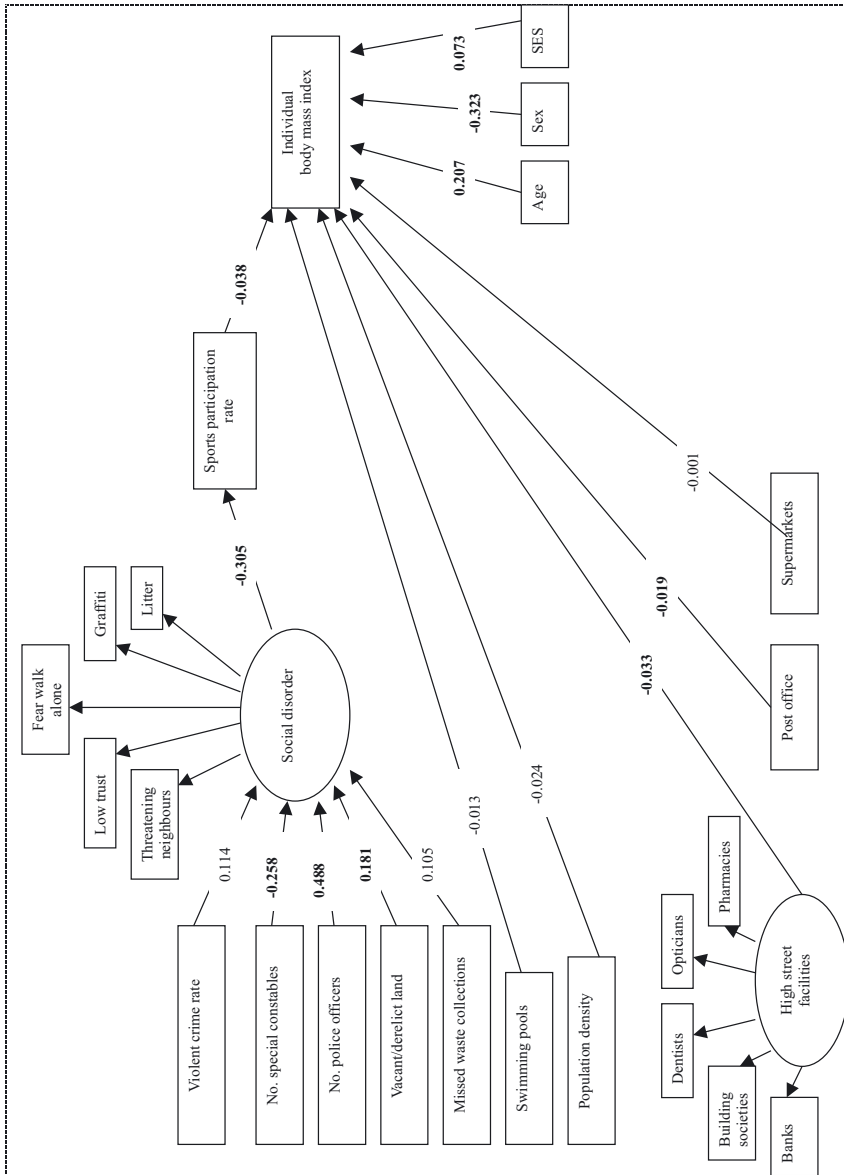 Fear walk
alone
Low trust
Graffiti
Threatening
neighbours
Litter
Social disorder
Violent crime rate
0.114
No. special constables
-0.258
No. police officers
0.488
Vacant/derelict land
0.181
Missed waste collections
0.105
-0.305
Sports participation
rate
-0.038
Individual
body mass index
Swimming pools
-0.013
Population density
-0.024
0.207
-0.323
0.073
Age
Sex
SES
Banks
Building
societies
Dentists
Opticians
Pharmacies
High street
facilities
-0.033
Post office
-0.019
Supermarkets
-0.001